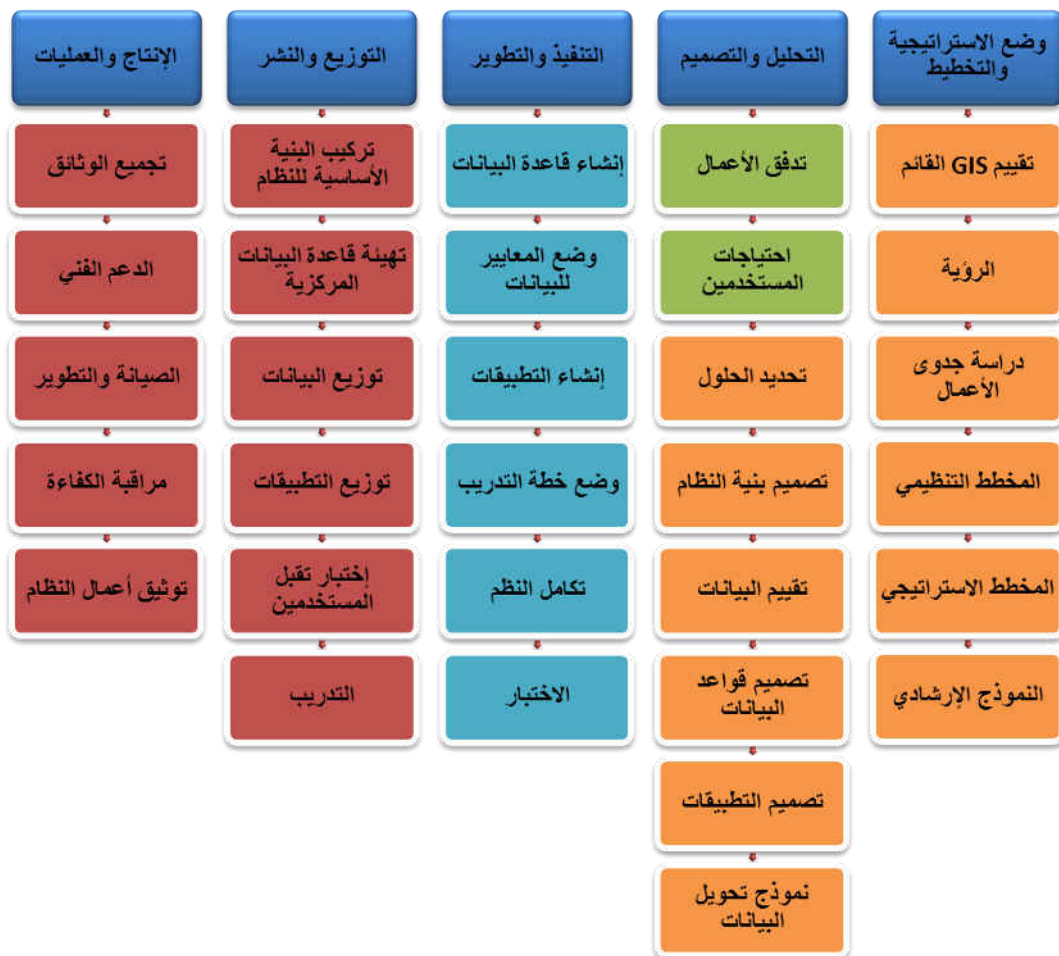 وضع الاستراتيجية
والتخطيط
تقييم GIS القائم
الرؤية
دراسة جدوى
الأعمال
المخطط التنظيمي
المخطط الاستراتيجي
النموذج الإرشادي
التحليل والتصميم
تدفق الأعمال
احتياجات
المستخدمين
تحديد الحلول
تصميم بنية النظام
تقييم البيانات
تصميم قواعد
البيانات
تصميم التطبيقات
نموذج تحويل
البيانات
التنفيذ والتطوير
إنشاء قاعدة البيانات
وضع المعايير
للبيانات
إنشاء التطبيقات
وضع خطة التدريب
تكامل النظم
الاختبار
التوزيع والنشر
تركيب البنية
الأساسية للنظام
تهيئة قاعدة البيانات
المركزية
توزيع البيانات
توزيع التطبيقات
إختبار تقبل
المستخدمين
التدريب
الإنتاج والعمليات
تجميع الوثائق
الدعم الفني
الصيانة والتطوير
مراقبة الكفاءة
توثيق أعمال النظام